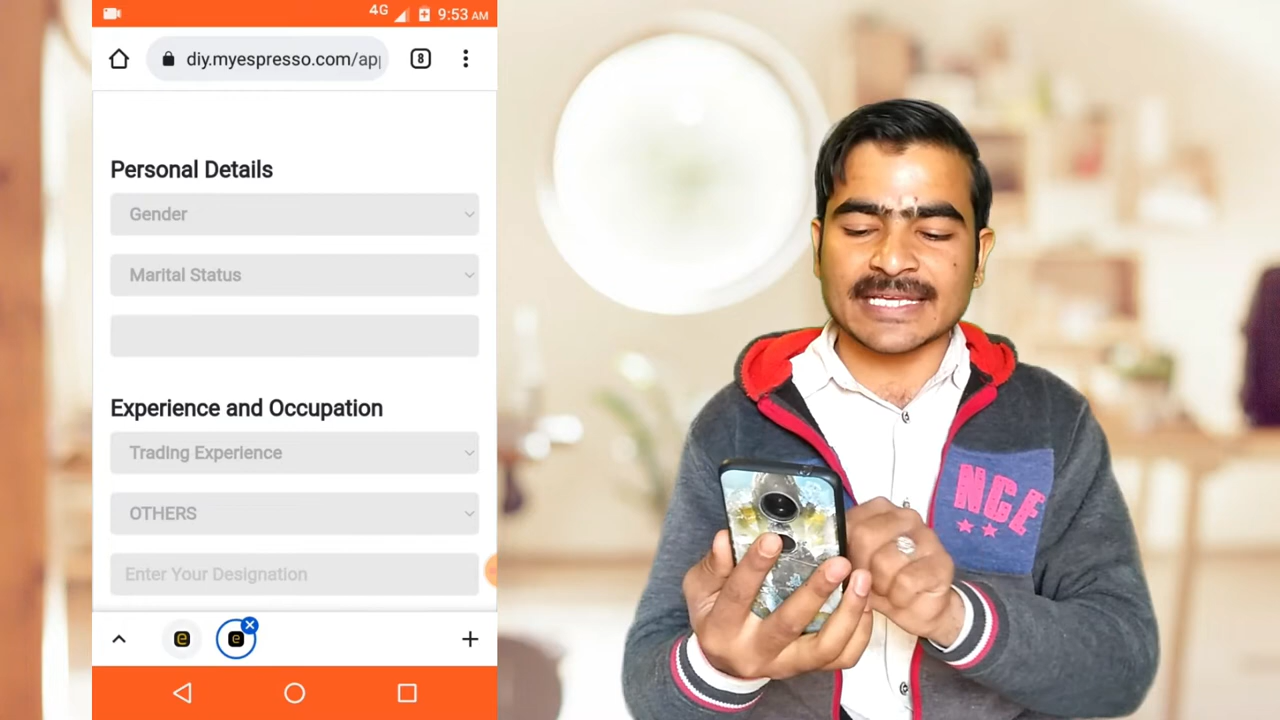 4G 9:53 AM
diy.myespresso.com/app
8
Personal Details
Gender
Marital Status
Experience and Occupation
Trading Experience
OTHERS
Enter Your Designation
NCE